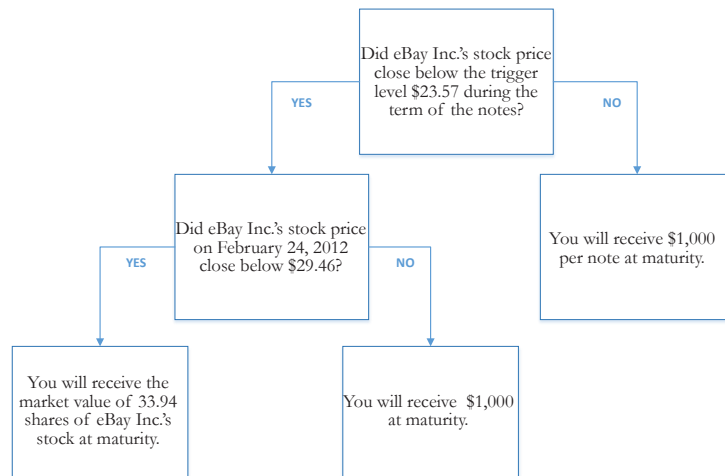 Did eBay Inc.'s stock price
close below the trigger
level $23.57 during the
term of the notes?
YES
NO
Did eBay Inc.'s stock price
on February 24, 2012
close below $29.46?
You will receive $1,000
per note at maturity.
YES
NO
You will receive the
market value of 33.94
shares of eBay Inc.'s
stock at maturity.
You will receive  $1,000
at maturity.